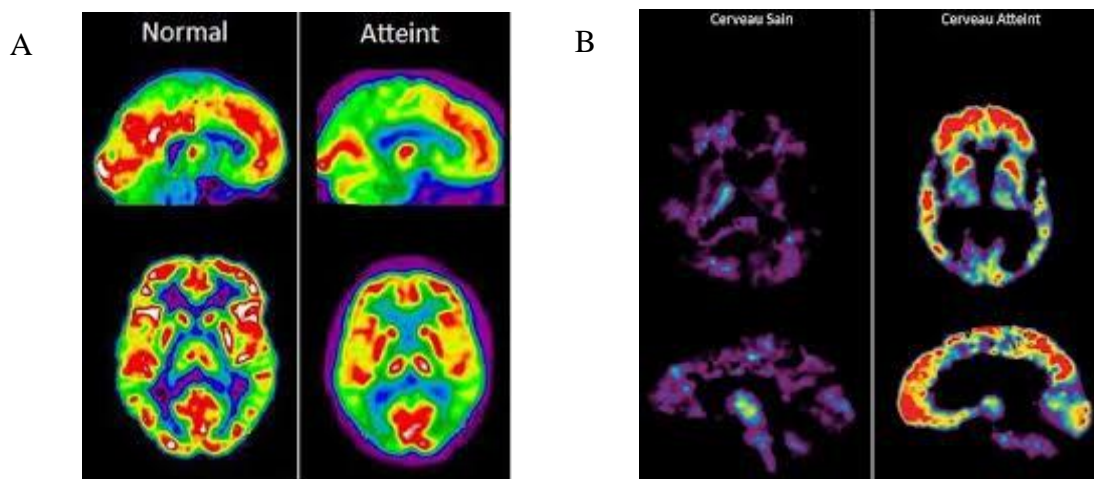 A
Normal
Atteint
B
Cerveau Sain
Cerveau Atteint